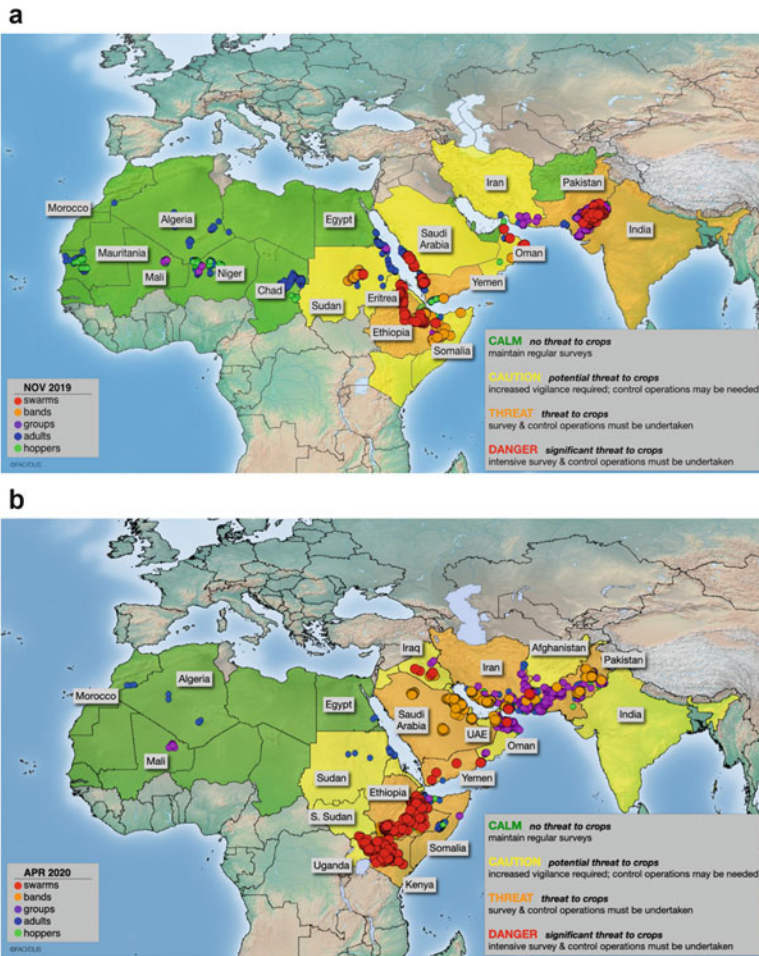 a
Morocco
Algeria
Egypt
Iran
Pakistan
Saudi
Arabia
India
Mauritania
Mali
Niger
Chad
Oman
Yemen
Eritrea
Sudan
Ethiopia
Somalia
NOV 2019
swarms
bands
groups
adults
hoppers
©FAO/DLIS
CALM no threat to crops
maintain regular surveys
CAUTION potential threat to crops
increased vigilance required; control operations may be needed
THREAT threat to crops
survey & control operations must be undertaken
DANGER significant threat to crops
intensive survey & control operations must be undertaken
b
Iraq
Iran
Afghanistan
Pakistan
Algeria
Morocco
Egypt
Saudi
Arabia
India
UAE
Oman
Mali
Sudan
Yemen
Ethiopia
S. Sudan
Somalia
Uganda
Kenya
APR 2020
swarms
bands
groups
adults
hoppers
©FAO/DLIS
CALM no threat to crops
maintain regular surveys
CAUTION potential threat to crops
increased vigilance required; control operations may be needed
THREAT threat to crops
survey & control operations must be undertaken
DANGER significant threat to crops
intensive survey & control operations must be undertaken